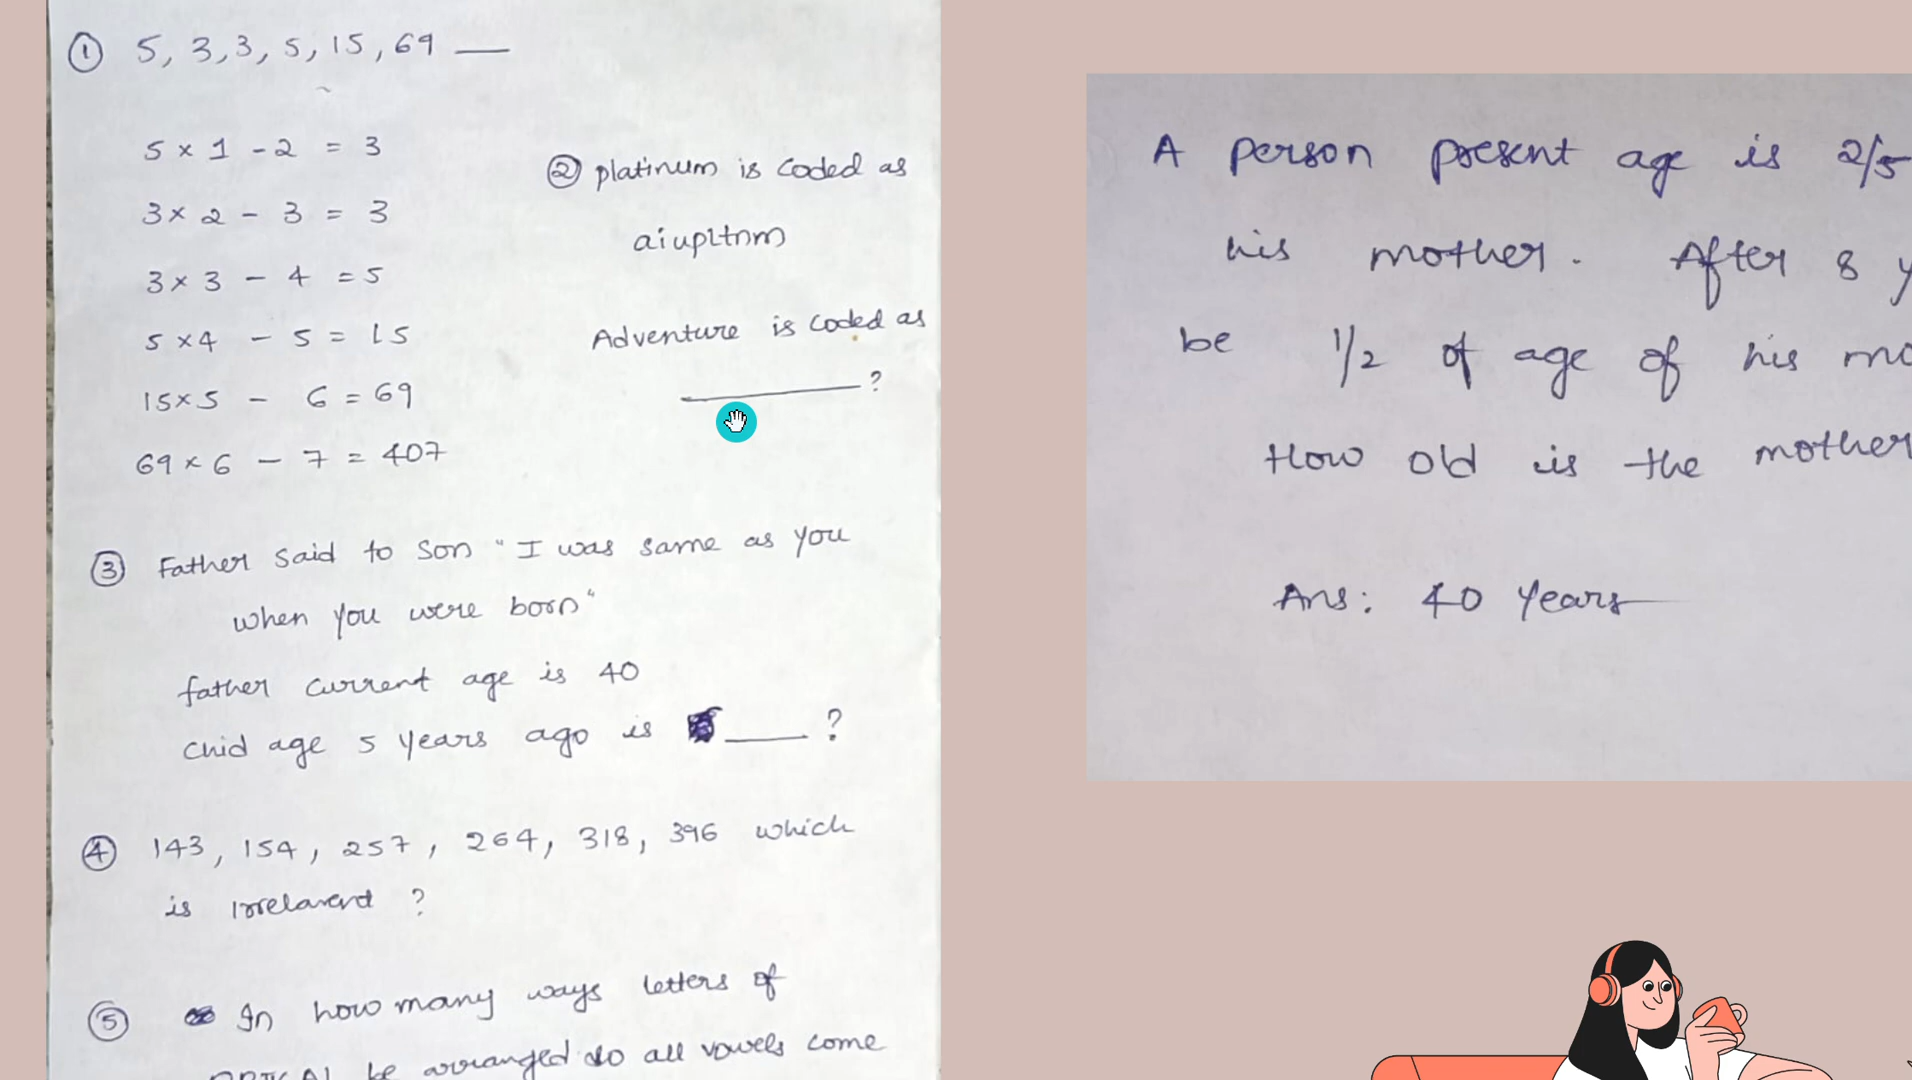 ① 5, 3, 3, 5, 15, 69 __
5 × 1 - 2 = 3
3 × 2 - 3 = 3
3 × 3 - 4 = 5
5 × 4 - 5 = 15
15 × 5 - 6 = 69
69 × 6 - 7 = 407
② platinum is coded as
aiupltnm
Adventure is coded as
______?
③ Father said to son "I was same as you
when you were born"
father current age is 40
chid age 5 years ago is ____ ?
④ 143, 154, 257, 264, 318, 396 which
is irrelavent ?
⑤ In how many ways letters of
OPTICAL be arranged so all vowels come
A person present age is 2/5
his mother. After 8 y
be 1/2 of age of his mo
How old is the mother
Ans: 40 Years